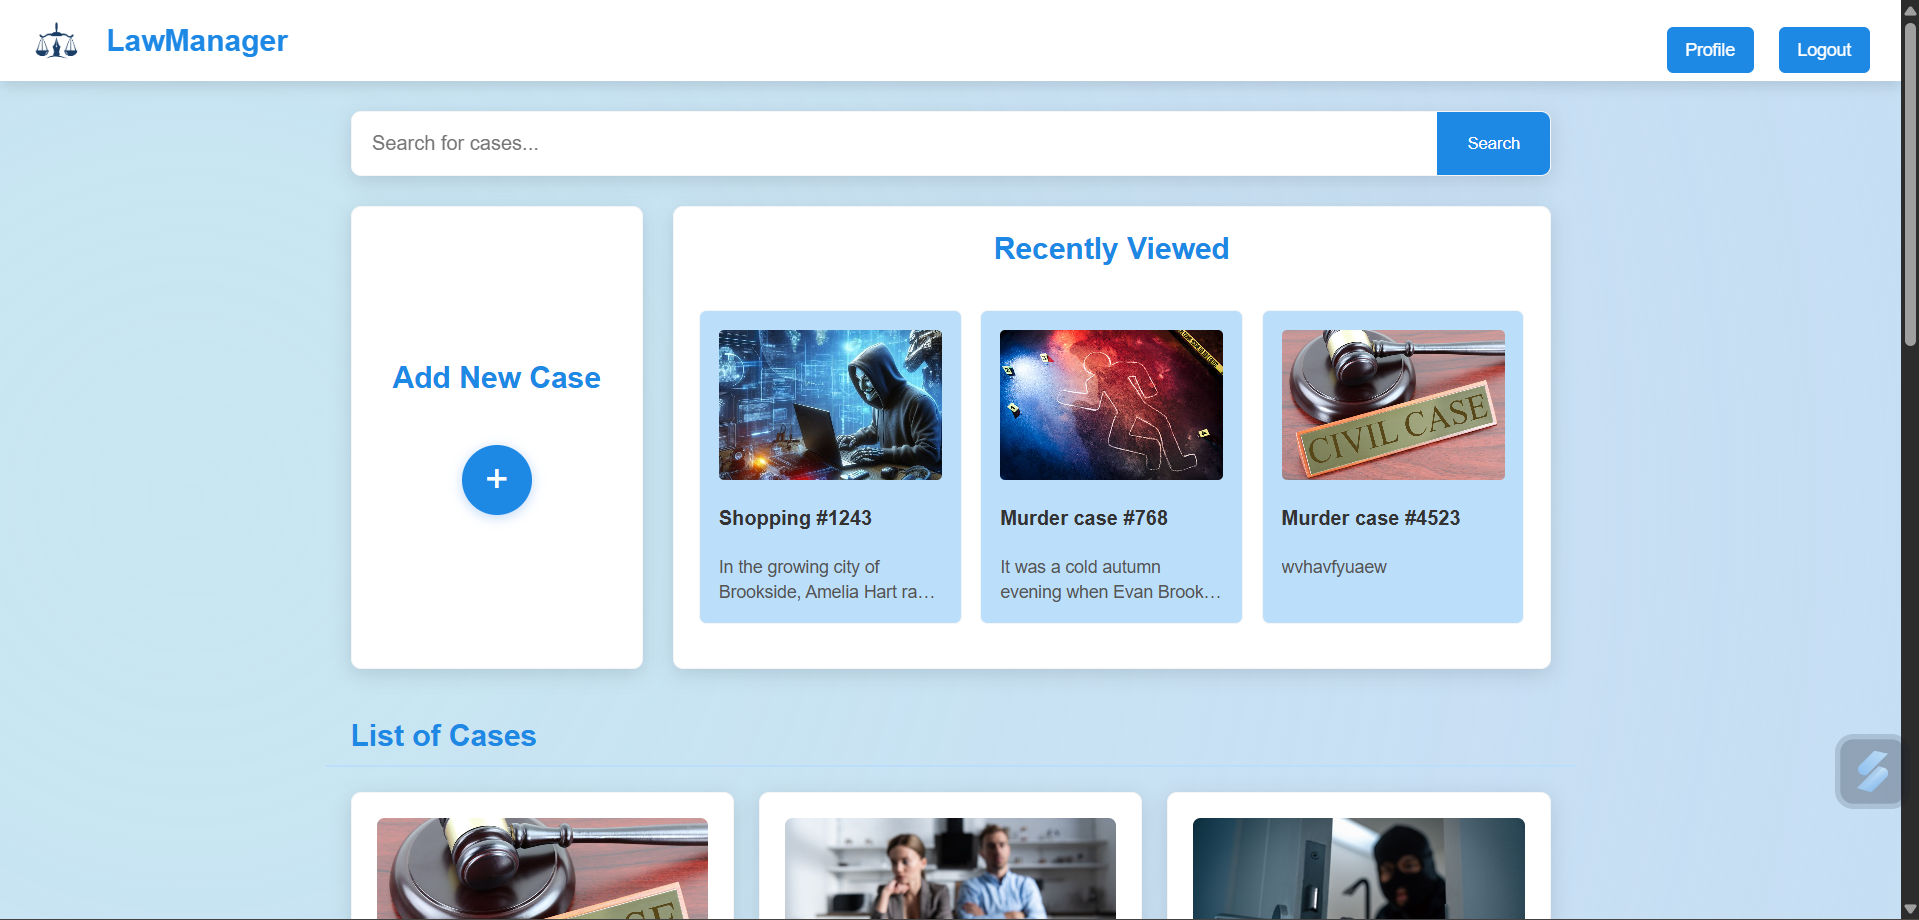 LawManager
Profile
Logout
Search for cases...
Search
Add New Case
+
Recently Viewed
CIVIL CASE
Shopping #1243
In the growing city of
Brookside, Amelia Hart ra...
Murder case #768
It was a cold autumn
evening when Evan Brook...
Murder case #4523
wvhavfyuaew
List of Cases